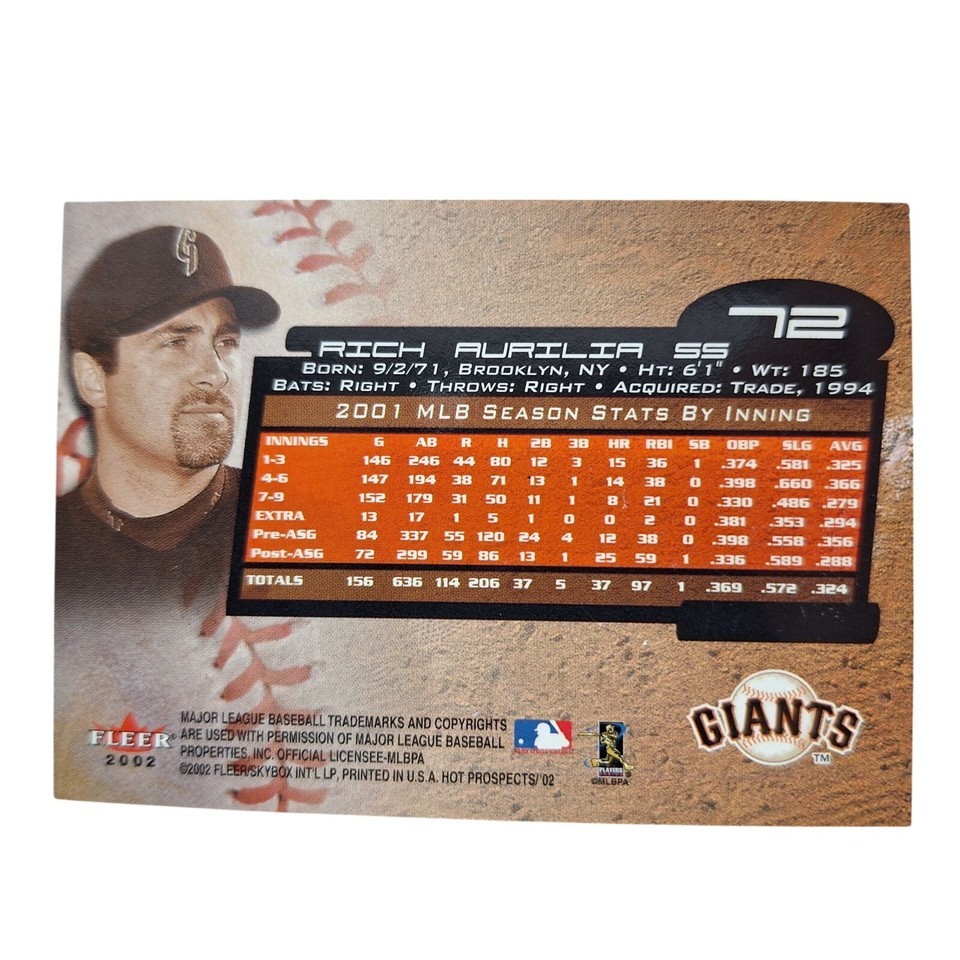 72
RICH AURILIA SS
BORN: 9/2/71, BROOKLYN, NY • HT: 6'1" • WT: 185
BATS: RIGHT • THROWS: RIGHT • ACQUIRED: TRADE, 1994
2001 MLB SEASON STATS BY INNING
INNINGS G AB R H 2B 3B HR RBI SB OBP SLG AVG
1-3 146 246 44 80 12 3 15 36 1 .374 .581 .325
4-6 147 194 38 71 13 1 14 38 0 .398 .660 .366
7-9 152 179 31 50 11 1 8 21 0 .330 .486 .279
EXTRA 13 17 1 5 1 0 0 2 0 .381 .353 .294
Pre-ASG 84 337 55 120 24 4 12 38 0 .398 .558 .356
Post-ASG 72 299 59 86 13 1 25 59 1 .336 .589 .288
TOTALS 156 636 114 206 37 5 37 97 1 .369 .572 .324
FLEER®
2002
MAJOR LEAGUE BASEBALL TRADEMARKS AND COPYRIGHTS
ARE USED WITH PERMISSION OF MAJOR LEAGUE BASEBALL
PROPERTIES, INC. OFFICIAL LICENSEE-MLBPA
©2002 FLEER/SKYBOX INT'L LP, PRINTED IN U.S.A. HOT PROSPECTS/'02
PLAYERS
©MLBPA
GIANTS
TM